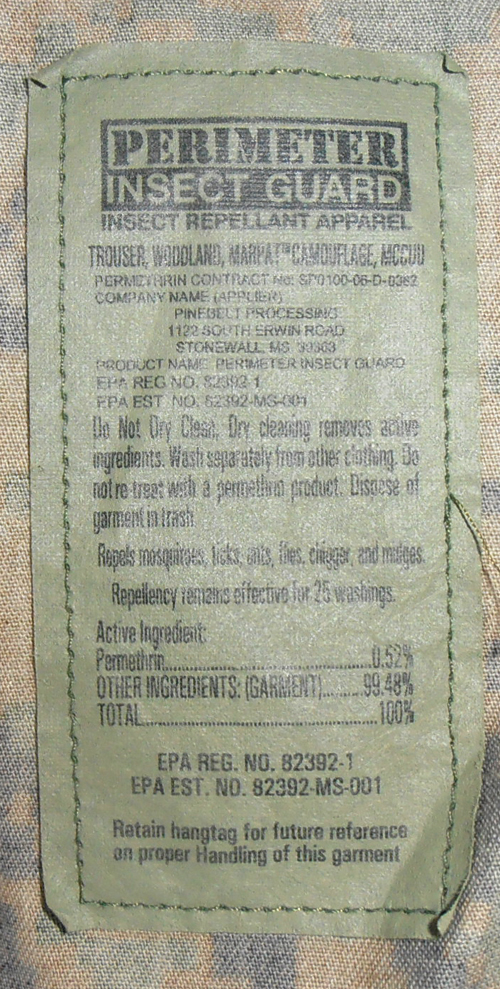 PERIMETER
INSECT GUARD
INSECT REPELLANT APPAREL
TROUSER, WOODLAND, MARPAT™ CAMOUFLAGE, MCCUU
PERMETHRIN CONTRACT No: SP0100-06-D-0382
COMPANY NAME (APPLIER)
PINEBELT PROCESSING
1122 SOUTH ERWIN ROAD
STONEWALL, MS 39363
PRODUCT NAME: PERIMETER INSECT GUARD
EPA REG NO. 82392-1
EPA EST. NO. 82392-MS-001
Do Not Dry Clean. Dry cleaning removes active
ingredients. Wash separately from other clothing. Do
not re-treat with a permethrin product. Dispose of
garment in trash
Repels mosquitoes, ticks, ants, flies, chigger, and midges.
Repellency remains effective for 25 washings.
Active Ingredient:
Permethrin..............................0.52%
OTHER INGREDIENTS: (GARMENT)..........99.48%
TOTAL..................................100%
EPA REG. NO. 82392-1
EPA EST. NO. 82392-MS-001
Retain hangtag for future reference
on proper Handling of this garment